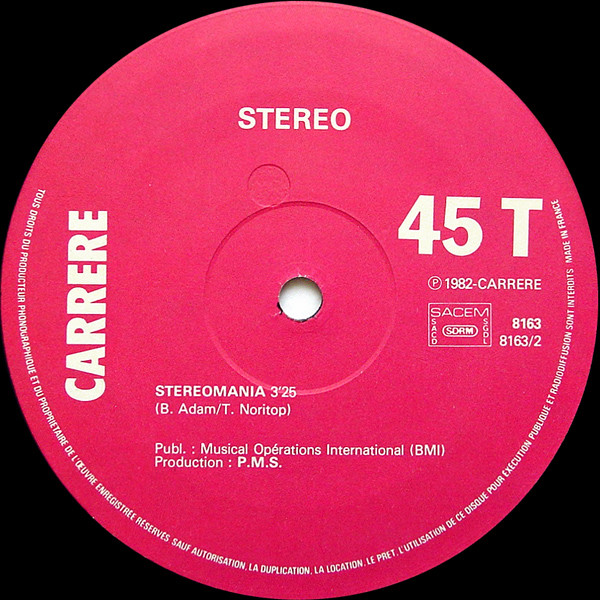 STEREO
CARRERE
45 T
℗ 1982-CARRERE
SACEM
SACD
SDRM
SGDL
8163
8163/2
STEREOMANIA 3'25
(B. Adam/T. Noritop)
Publ. : Musical Opérations International (BMI)
Production : P.M.S.
TOUS DROITS DU PRODUCTEUR PHONOGRAPHIQUE ET DU PROPRIETAIRE DE L'ŒUVRE ENREGISTREE RESERVES SAUF AUTORISATION, LA DUPLICATION, LA LOCATION, LE PRET, L'UTILISATION DE CE DISQUE POUR EXECUTION PUBLIQUE ET RADIODIFFUSION SONT INTERDITS MADE IN FRANCE